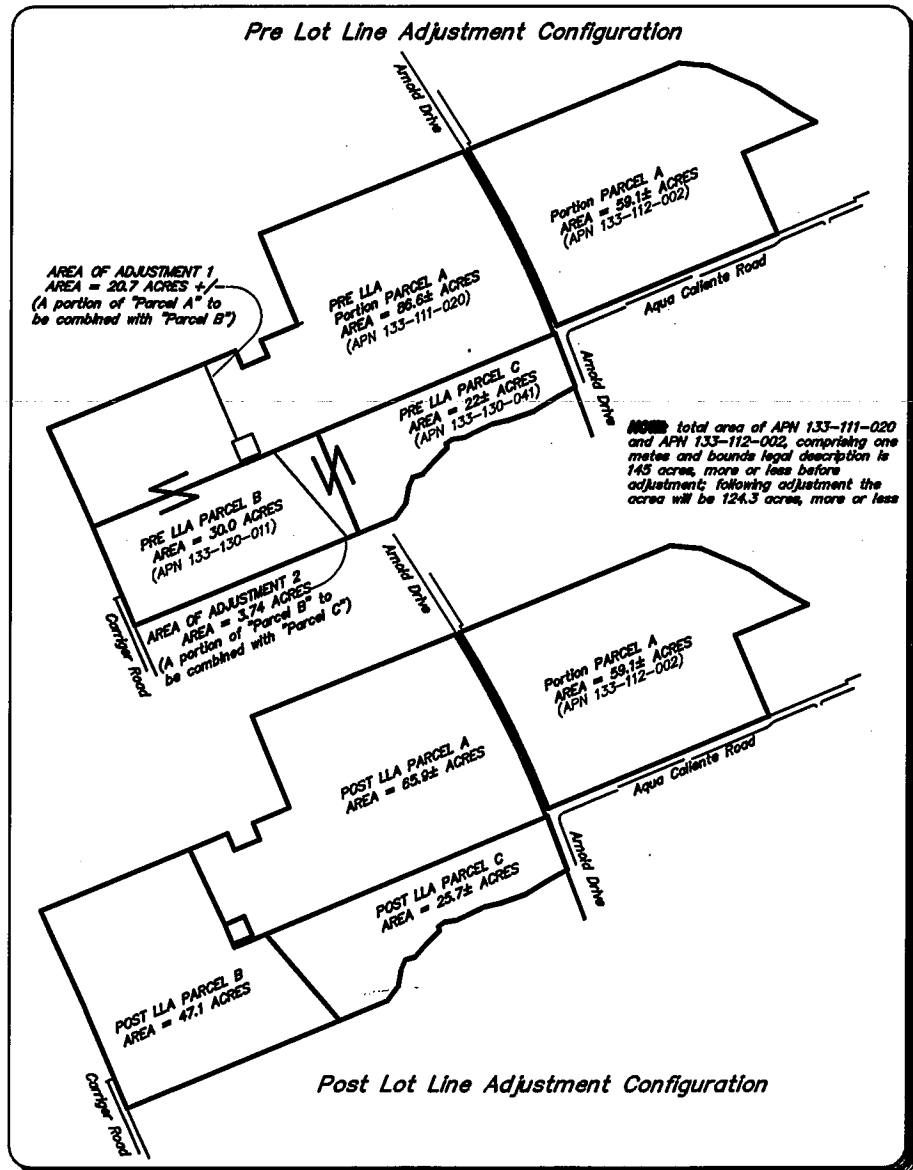 Pre Lot Line Adjustment Configuration
Arnold Drive
Portion PARCEL A
AREA = 59.1± ACRES
(APN 133-112-002)
AREA OF ADJUSTMENT 1
AREA = 20.7 ACRES +/-
(A portion of "Parcel A" to
be combined with "Parcel B")
PRE LLA
Portion PARCEL A
AREA = 86.6± ACRES
(APN 133-111-020)
Aqua Caliente Road
Arnold Drive
PRE LLA PARCEL C
AREA = 22± ACRES
(APN 133-130-041)
NOTE: total area of APN 133-111-020
and APN 133-112-002, comprising one
metes and bounds legal description is
145 acres, more or less before
adjustment; following adjustment the
acrea will be 124.3 acres, more or less
PRE LLA PARCEL B
AREA = 30.0 ACRES
(APN 133-130-011)
AREA OF ADJUSTMENT 2
AREA = 3.74 ACRES
(A portion of "Parcel B" to
be combined with "Parcel C")
Carriger Road
Arnold Drive
Portion PARCEL A
AREA = 59.1± ACRES
(APN 133-112-002)
POST LLA PARCEL A
AREA = 65.9± ACRES
Aqua Caliente Road
Arnold Drive
POST LLA PARCEL C
AREA = 25.7± ACRES
POST LLA PARCEL B
AREA = 47.1 ACRES
Carriger Road
Post Lot Line Adjustment Configuration